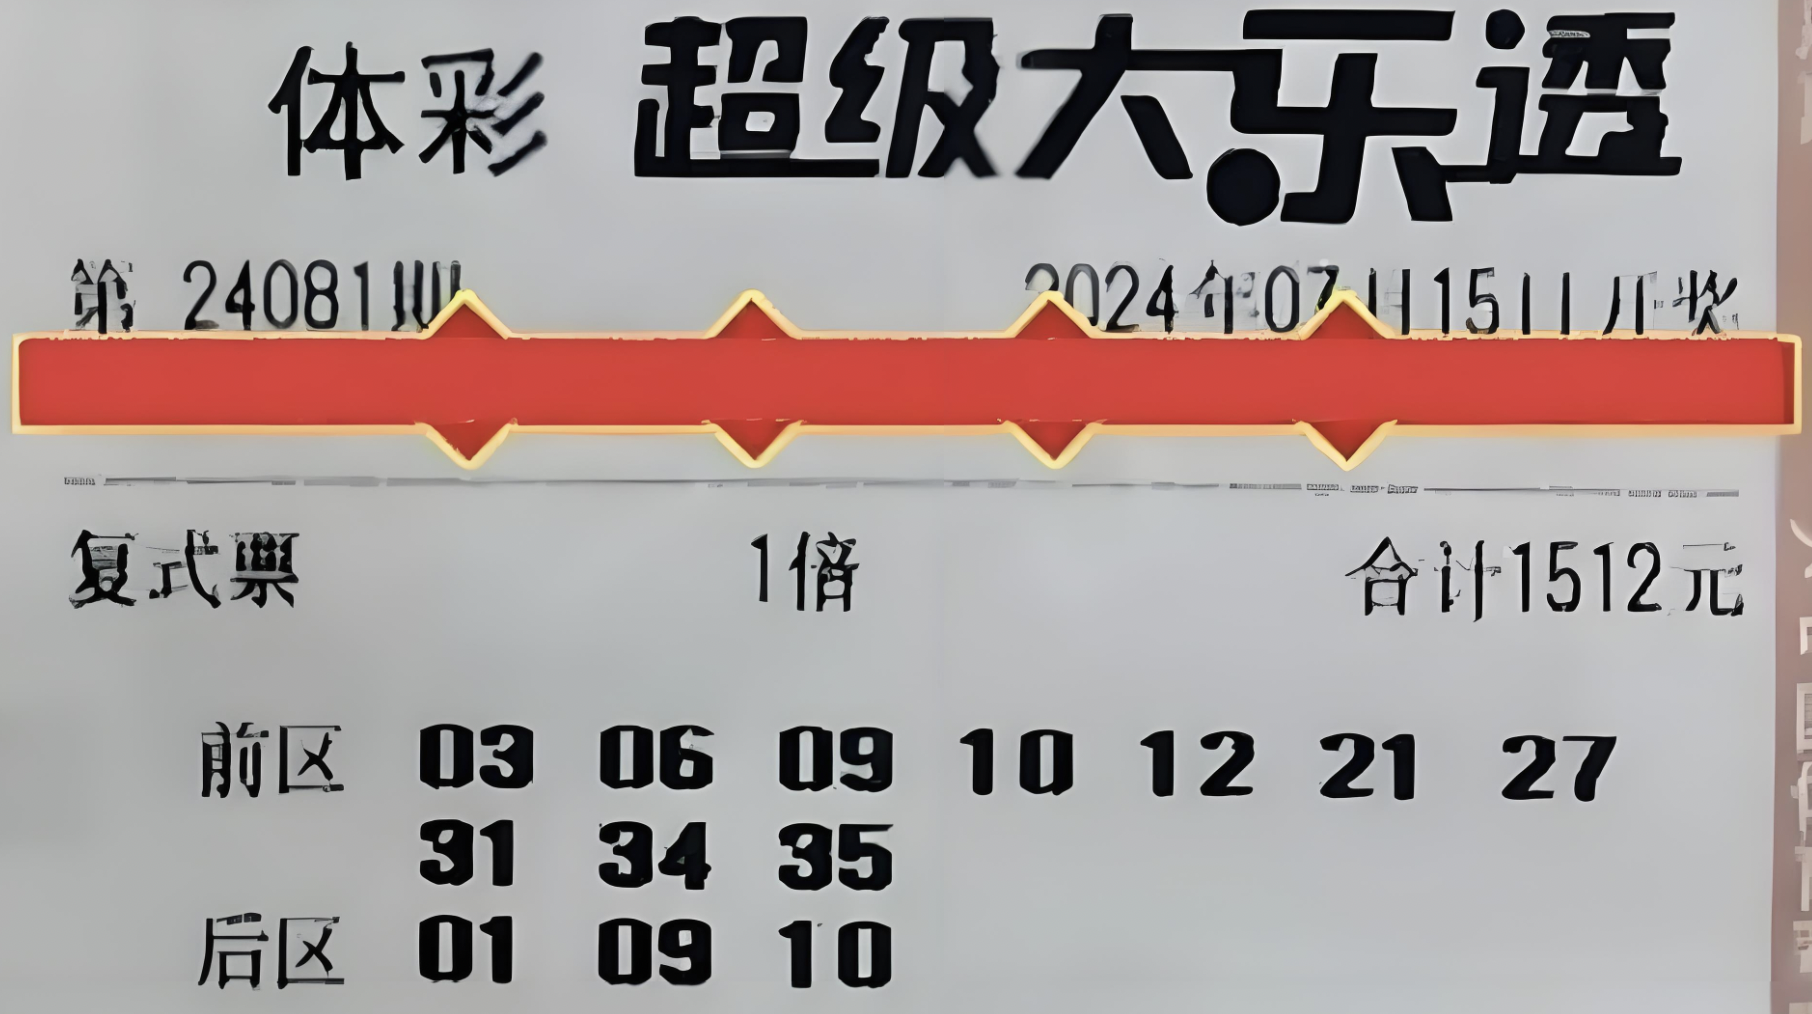 体彩 超级大乐透
第 24081期 2024年07月15日开奖
复式票 1倍 合计1512元
前区 03 06 09 10 12 21 27
31 34 35
后区 01 09 10